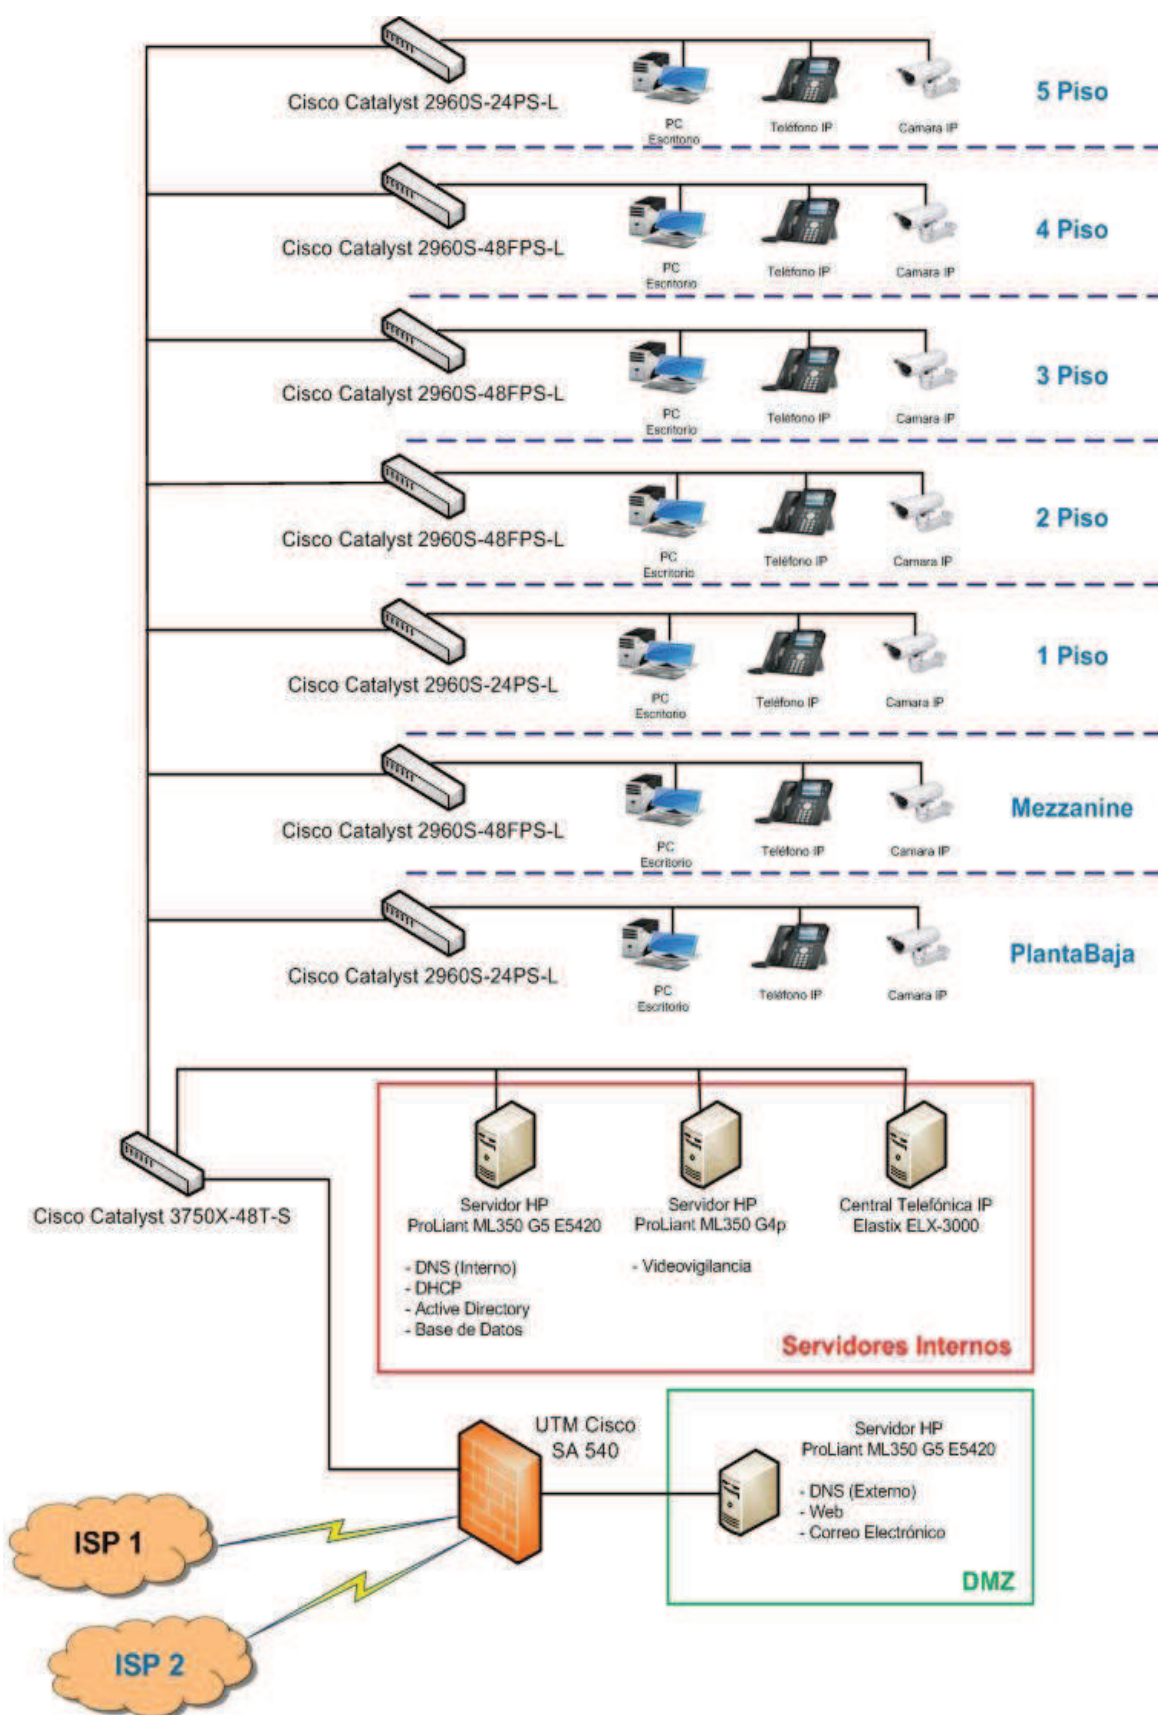 Cisco Catalyst 2960S-24PS-L
PC
Escritorio
Teléfono IP
Camara IP
5 Piso
Cisco Catalyst 2960S-48FPS-L
PC
Escritorio
Teléfono IP
Camara IP
4 Piso
Cisco Catalyst 2960S-48FPS-L
PC
Escritorio
Teléfono IP
Camara IP
3 Piso
Cisco Catalyst 2960S-48FPS-L
PC
Escritorio
Teléfono IP
Camara IP
2 Piso
Cisco Catalyst 2960S-24PS-L
PC
Escritorio
Teléfono IP
Camara IP
1 Piso
Cisco Catalyst 2960S-48FPS-L
PC
Escritorio
Teléfono IP
Camara IP
Mezzanine
Cisco Catalyst 2960S-24PS-L
PC
Escritorio
Teléfono IP
Camara IP
PlantaBaja
Cisco Catalyst 3750X-48T-S
Servidor HP
ProLiant ML350 G5 E5420
- DNS (Interno)
- DHCP
- Active Directory
- Base de Datos
Servidor HP
ProLiant ML350 G4p
- Videovigilancia
Central Telefónica IP
Elastix ELX-3000
Servidores Internos
UTM Cisco
SA 540
Servidor HP
ProLiant ML350 G5 E5420
- DNS (Externo)
- Web
- Correo Electrónico
DMZ
ISP 1
ISP 2